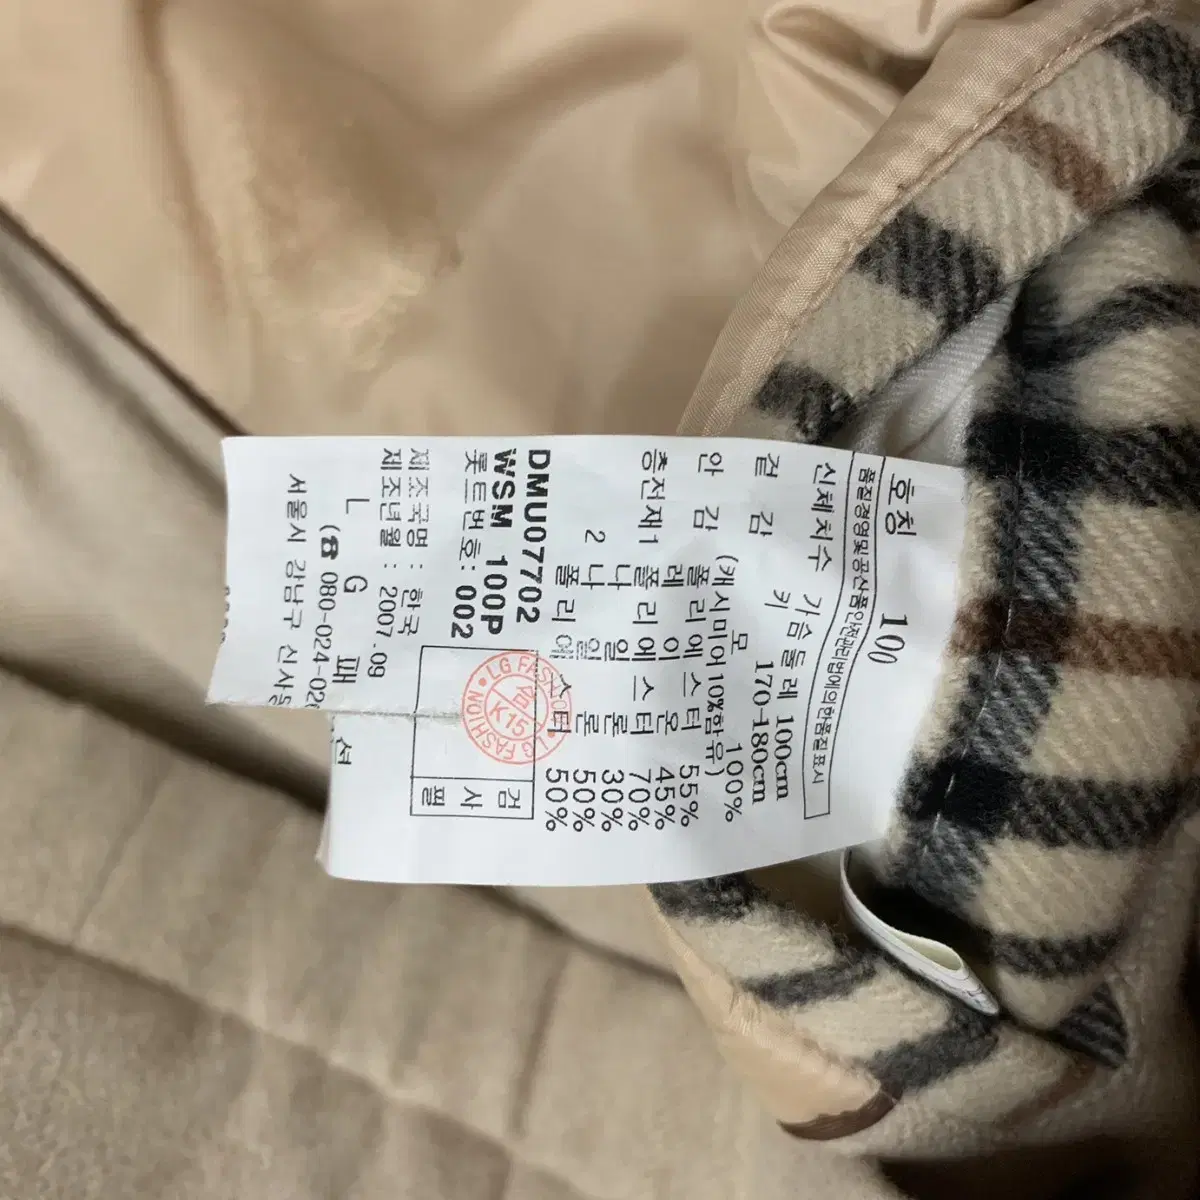 호칭 100
품질경영및공산품안전관리법에의한품질표시
신체치수 가슴둘레 100cm
키 170-180cm
겉감 모 100%
(캐시미어10%함유)
안감 폴리에스터 55%
레이온 45%
충전재1 폴리에스터 70%
나일론 30%
2 나일론 50%
폴리에스터 50%
DMU07702
WSM 100P
롯트번호: 002
제조국명 : 한국
제조년월 : 2007.09
L G 패션
(☎ 080-024-02
서울시 강남구 신사동
검사필
LG FASHION · LG FASHION ·
K15